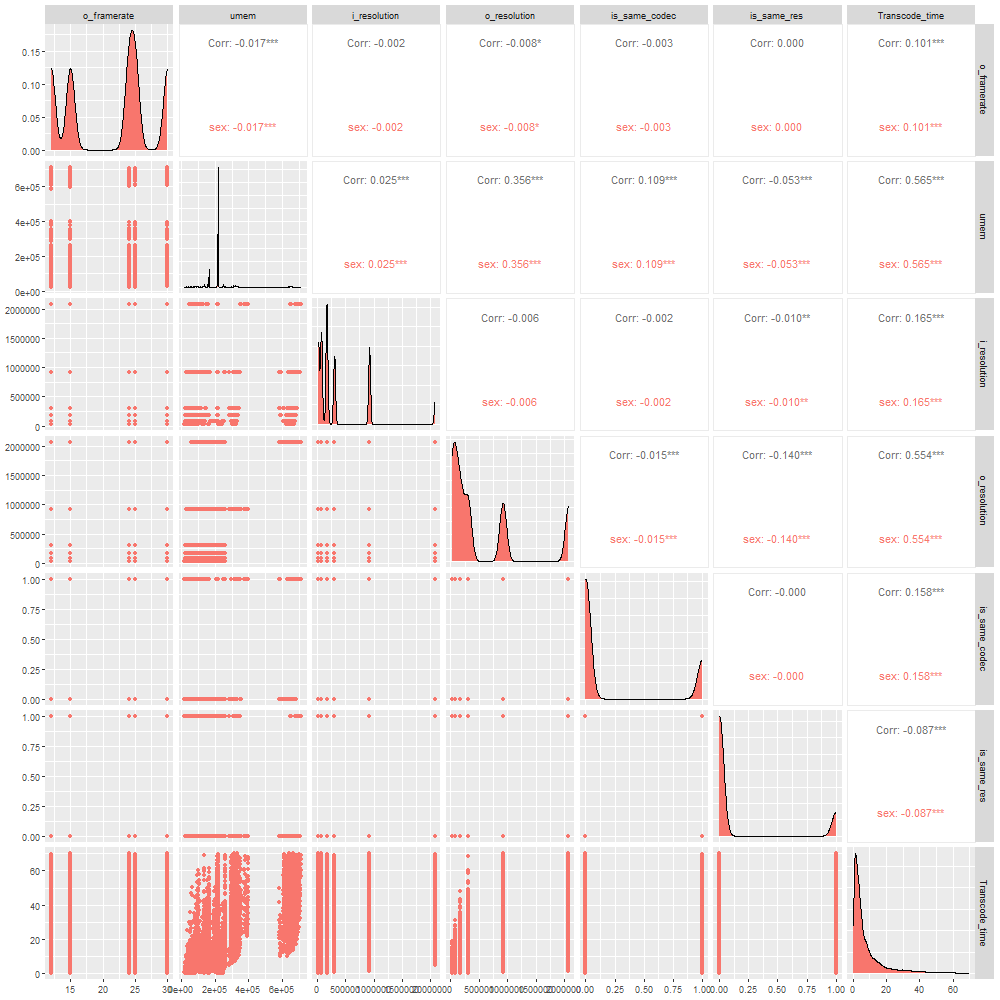 o_framerate umem i_resolution o_resolution is_same_codec is_same_res Transcode_time
Corr: -0.017*** Corr: -0.002 Corr: -0.008* Corr: -0.003 Corr: 0.000 Corr: 0.101***
sex: -0.017*** sex: -0.002 sex: -0.008* sex: -0.003 sex: 0.000 sex: 0.101***
0.15
0.10
0.05
0.00
o_framerate
Corr: 0.025*** Corr: 0.356*** Corr: 0.109*** Corr: -0.053*** Corr: 0.565***
sex: 0.025*** sex: 0.356*** sex: 0.109*** sex: -0.053*** sex: 0.565***
6e+05
4e+05
2e+05
0e+00
umem
Corr: -0.006 Corr: -0.002 Corr: -0.010** Corr: 0.165***
sex: -0.006 sex: -0.002 sex: -0.010** sex: 0.165***
2000000
1500000
1000000
500000
0
i_resolution
Corr: -0.015*** Corr: -0.140*** Corr: 0.554***
sex: -0.015*** sex: -0.140*** sex: 0.554***
2000000
1500000
1000000
500000
0
o_resolution
Corr: -0.000 Corr: 0.158***
sex: -0.000 sex: 0.158***
1.00
0.75
0.50
0.25
0.00
is_same_codec
Corr: -0.087***
sex: -0.087***
1.00
0.75
0.50
0.25
0.00
is_same_res
60
40
20
0
Transcode_time
15 20 25 30 0e+00 2e+05 4e+05 6e+05 0 500000 1000000 1500000 2000000 0 500000 1000000 1500000 2000000 0.00 0.25 0.50 0.75 1.00 0.00 0.25 0.50 0.75 1.00 0 20 40 60